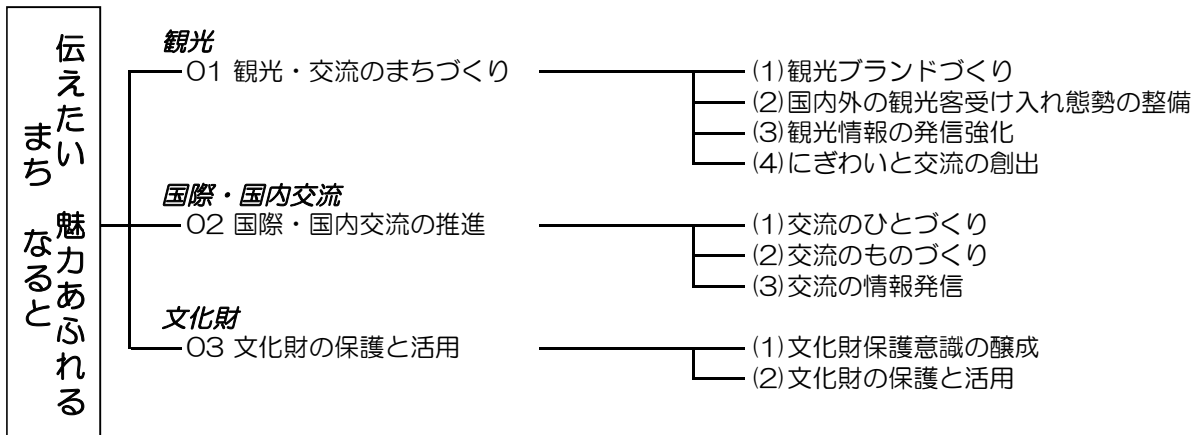 伝えたい　魅力あふれる
まち　なると
観光
01 観光・交流のまちづくり
(1)観光ブランドづくり
(2)国内外の観光客受け入れ態勢の整備
(3)観光情報の発信強化
(4)にぎわいと交流の創出
国際・国内交流
02 国際・国内交流の推進
(1)交流のひとづくり
(2)交流のものづくり
(3)交流の情報発信
文化財
03 文化財の保護と活用
(1)文化財保護意識の醸成
(2)文化財の保護と活用